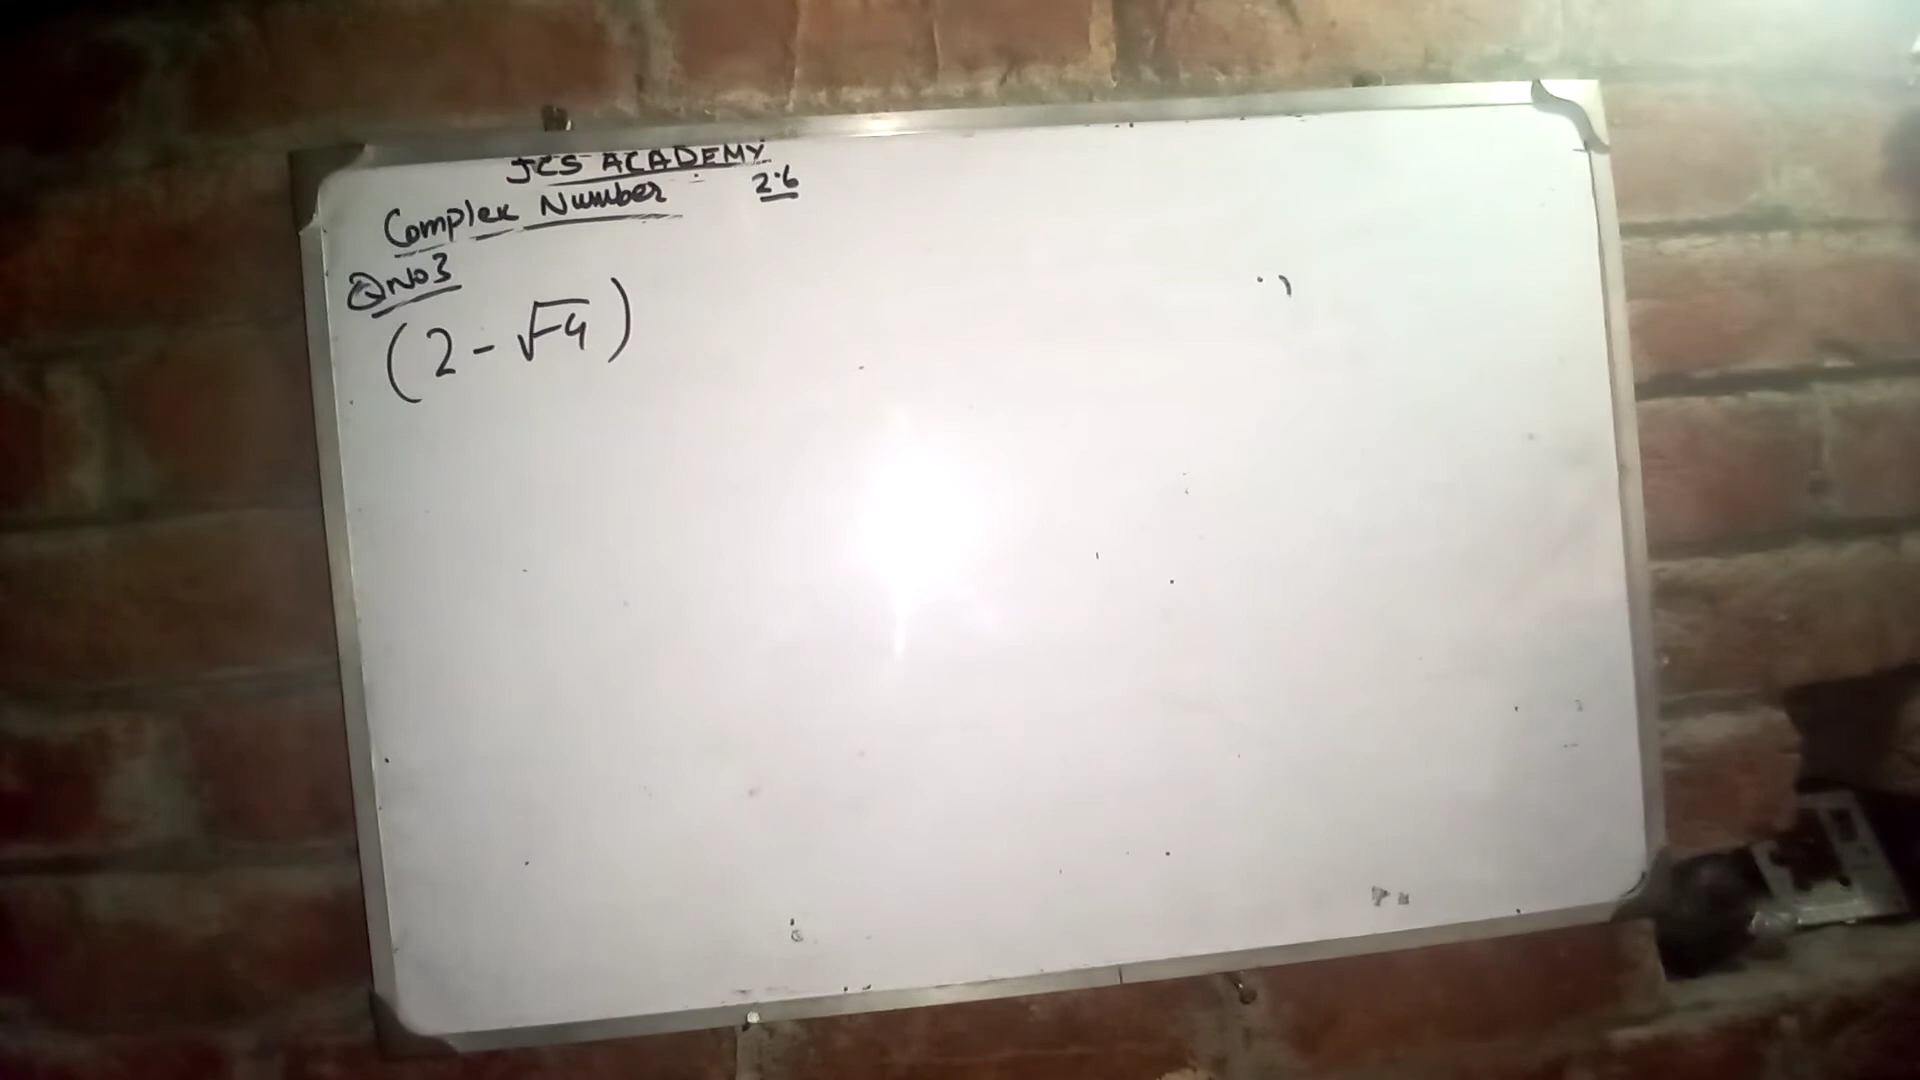 JCS ACADEMY
Complex Number 2.6
Q No 3
(2 - √-4)